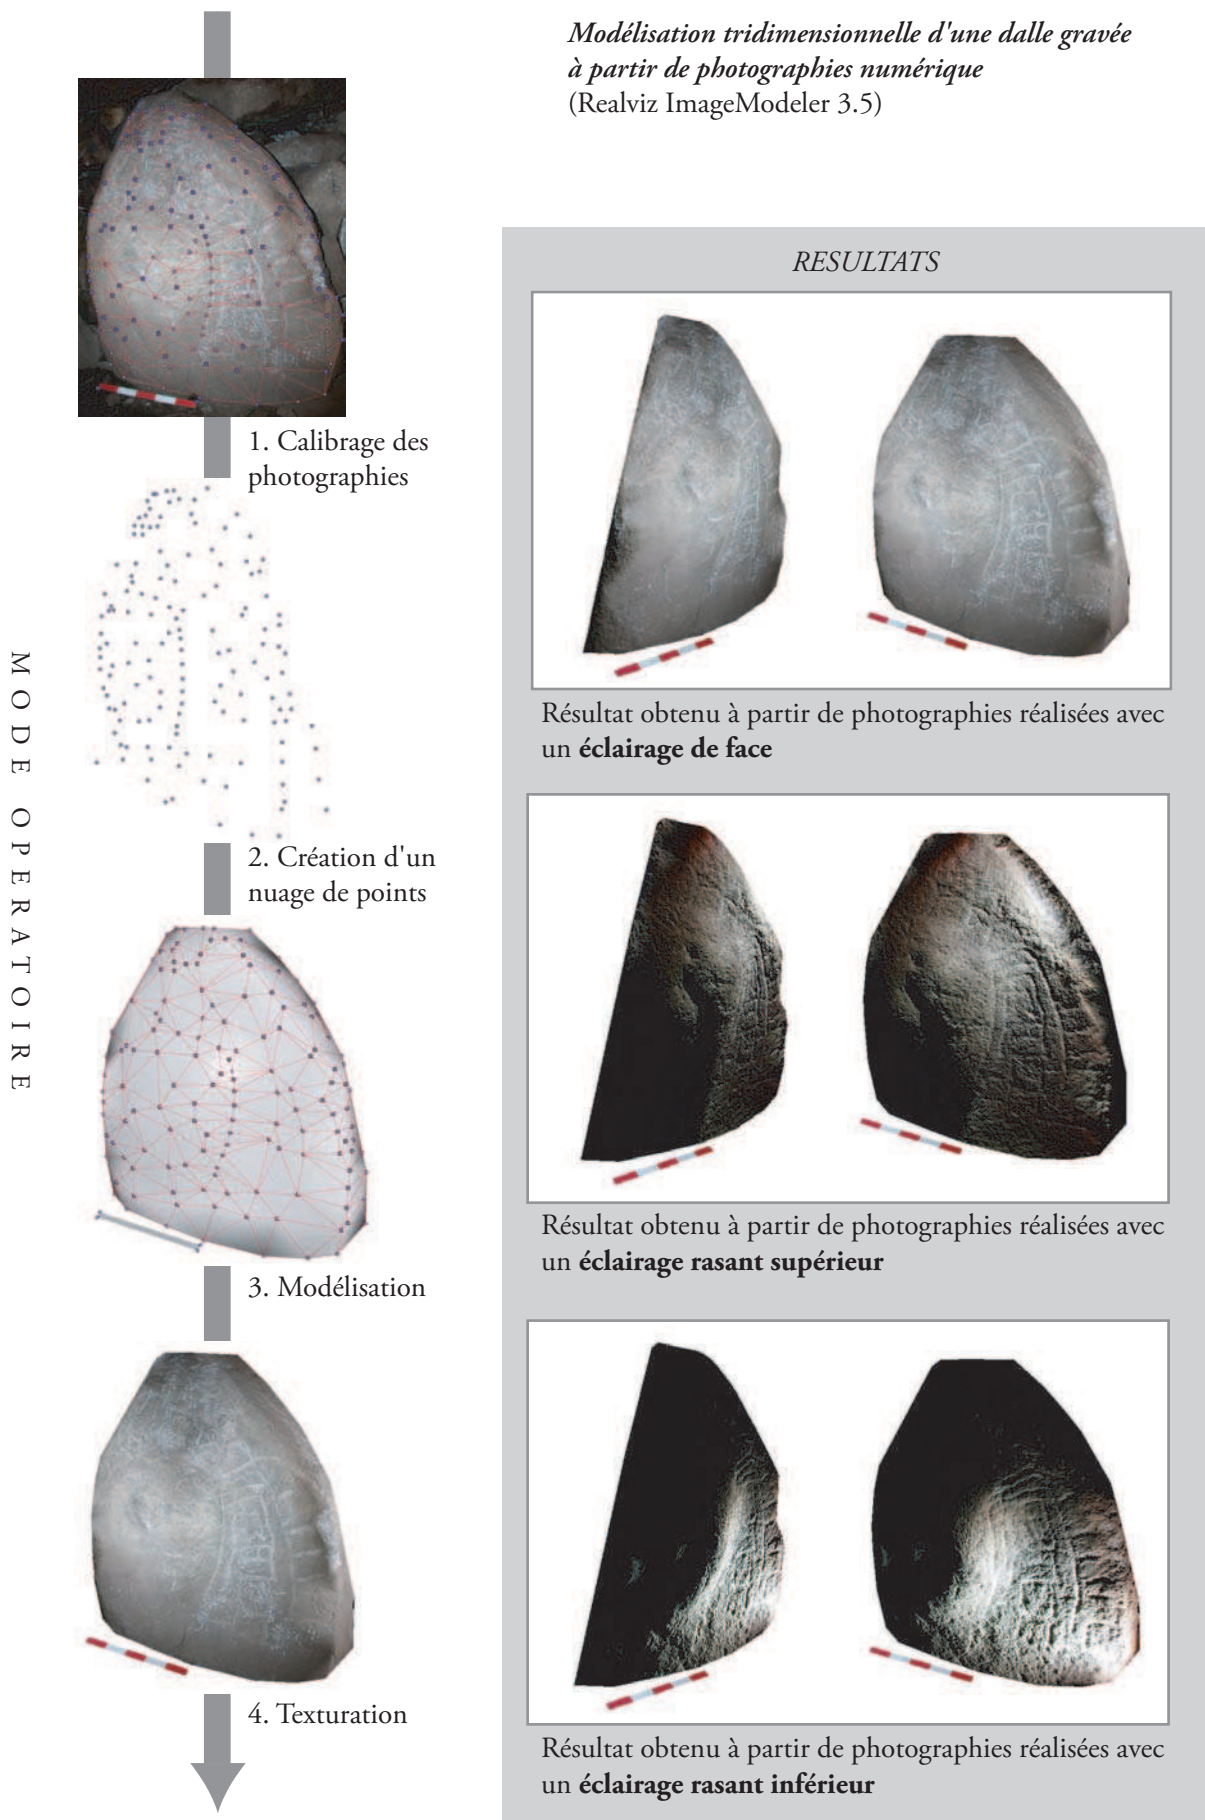 Modélisation tridimensionnelle d'une dalle gravée
à partir de photographies numérique
(Realviz ImageModeler 3.5)
MODE OPERATOIRE
1. Calibrage des
photographies
2. Création d'un
nuage de points
3. Modélisation
4. Texturation
RESULTATS
Résultat obtenu à partir de photographies réalisées avec
un éclairage de face
Résultat obtenu à partir de photographies réalisées avec
un éclairage rasant supérieur
Résultat obtenu à partir de photographies réalisées avec
un éclairage rasant inférieur